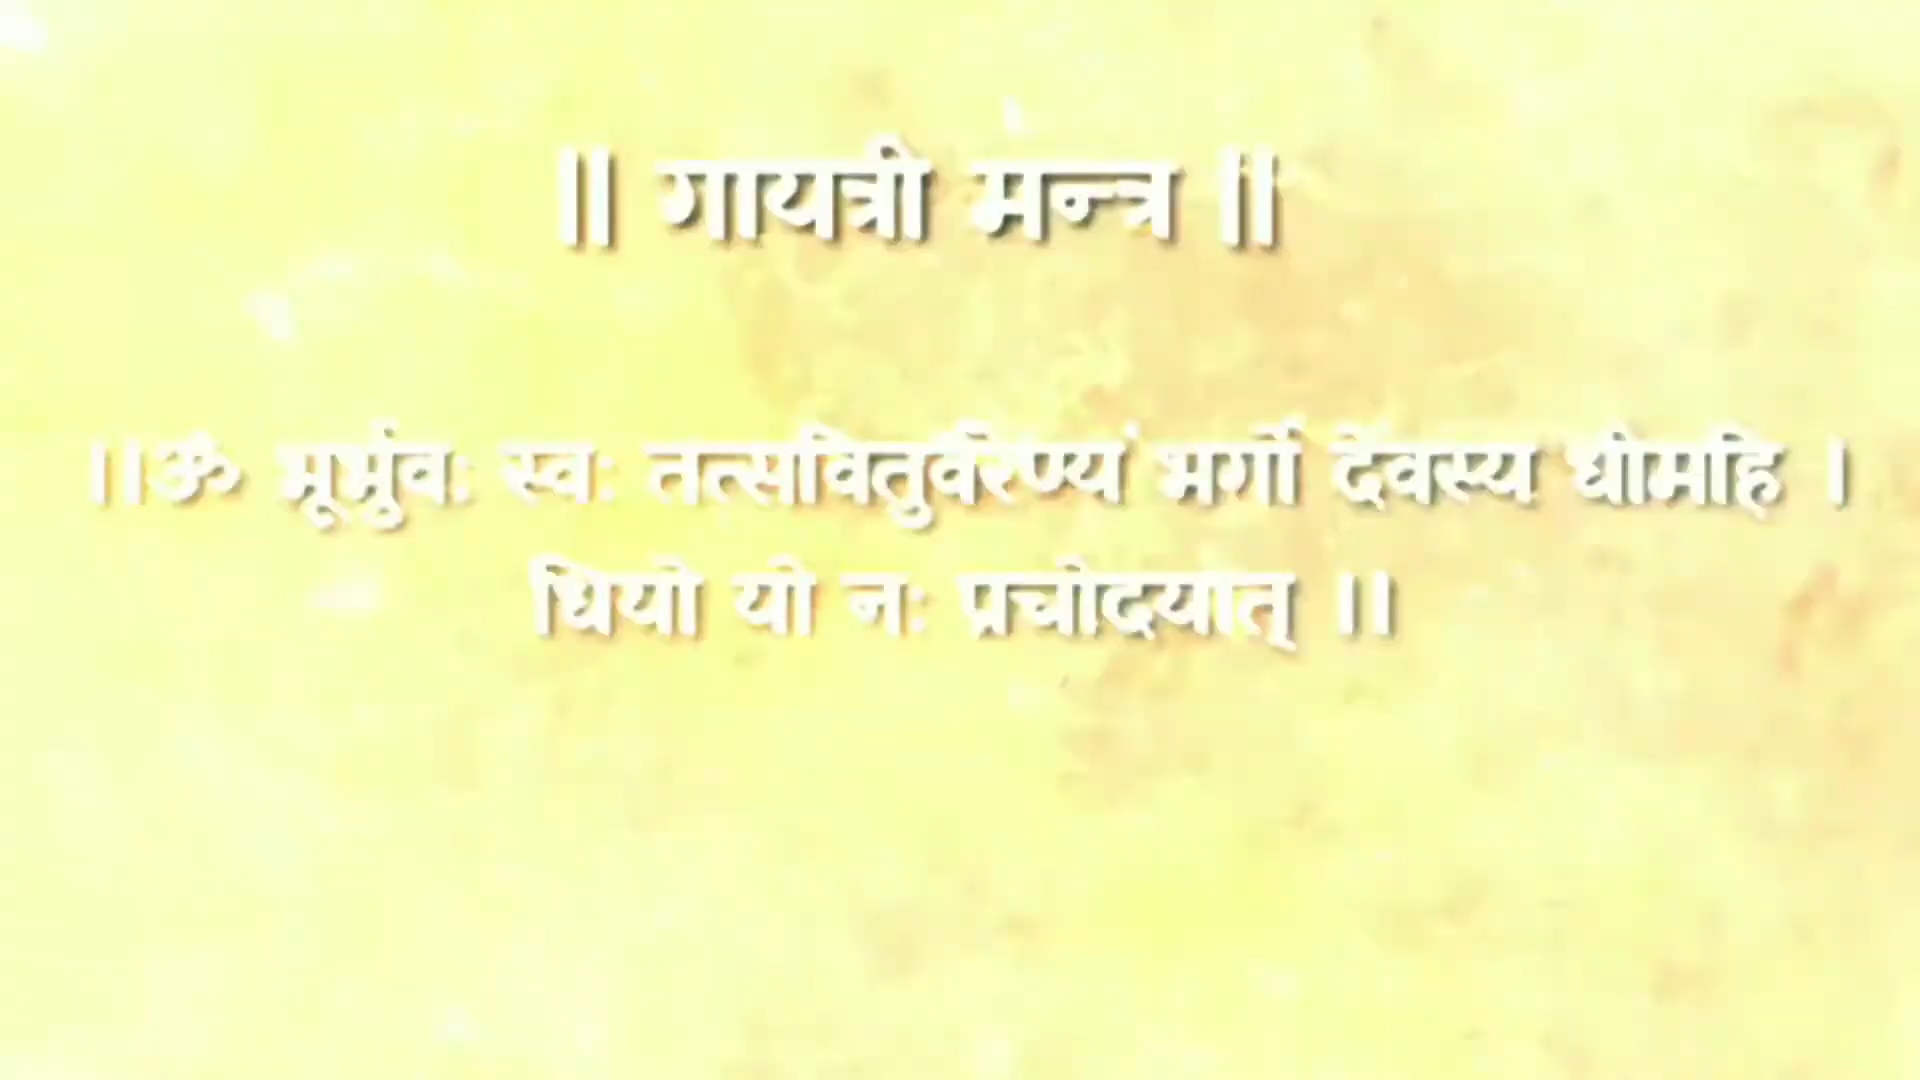 || गायत्री मन्त्र ||
।।ॐ भूर्भुवः स्वः तत्सवितुर्वरेण्यं भर्गो देवस्य धीमहि ।
धियो यो नः प्रचोदयात् ।।